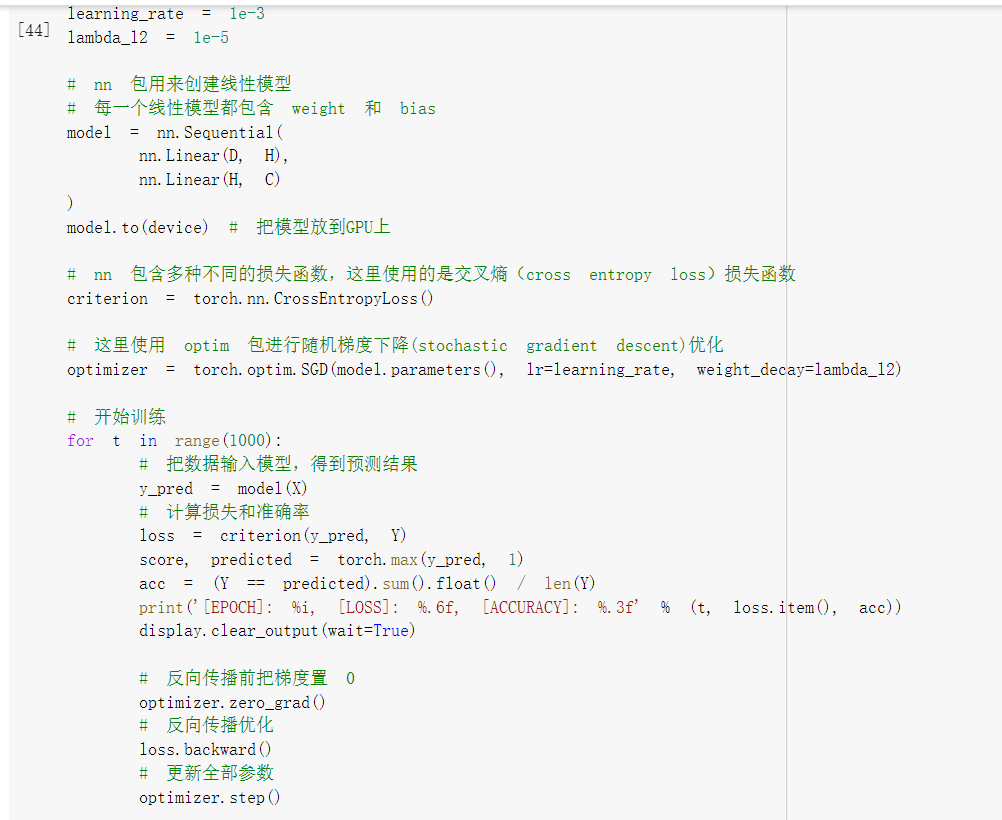 learning_rate = 1e-3
[44]
lambda_l2 = 1e-5
# nn 包用来创建线性模型
# 每一个线性模型都包含 weight 和 bias
model = nn.Sequential(
nn.Linear(D, H),
nn.Linear(H, C)
)
model.to(device) # 把模型放到GPU上
# nn 包含多种不同的损失函数，这里使用的是交叉熵（cross entropy loss）损失函数
criterion = torch.nn.CrossEntropyLoss()
# 这里使用 optim 包进行随机梯度下降(stochastic gradient descent)优化
optimizer = torch.optim.SGD(model.parameters(), lr=learning_rate, weight_decay=lambda_l2)
# 开始训练
for t in range(1000):
# 把数据输入模型，得到预测结果
y_pred = model(X)
# 计算损失和准确率
loss = criterion(y_pred, Y)
score, predicted = torch.max(y_pred, 1)
acc = (Y == predicted).sum().float() / len(Y)
print('[EPOCH]: %i, [LOSS]: %.6f, [ACCURACY]: %.3f' % (t, loss.item(), acc))
display.clear_output(wait=True)
# 反向传播前把梯度置 0
optimizer.zero_grad()
# 反向传播优化
loss.backward()
# 更新全部参数
optimizer.step()